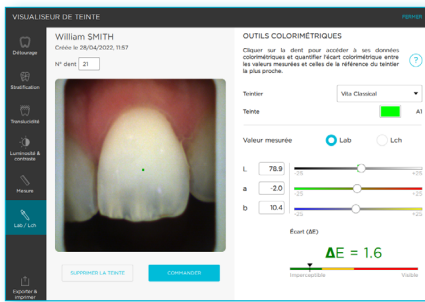 VISUALISEUR DE TEINTE
FERMER
Détourage
Stratification
Translucidité
Luminosité & contraste
Mesure
Lab / Lch
Exporter & imprimer
William SMITH
Créée le 28/04/2022, 11:57
N° dent 21
SUPPRIMER LA TEINTE
COMMANDER
OUTILS COLORIMÉTRIQUES
Cliquer sur la dent pour accéder à ses données
colorimétriques et quantifier l'écart colorimétrique entre
les valeurs mesurées et celles de la référence du teintier
la plus proche.
?
Teintier Vita Classical
Teinte A1
Valeur mesurée Lab Lch
L 78.9
-25 +25
a -2.0
-25 +25
b 10.4
-25 +25
Écart (ΔE)
ΔE = 1.6
Imperceptible Visible